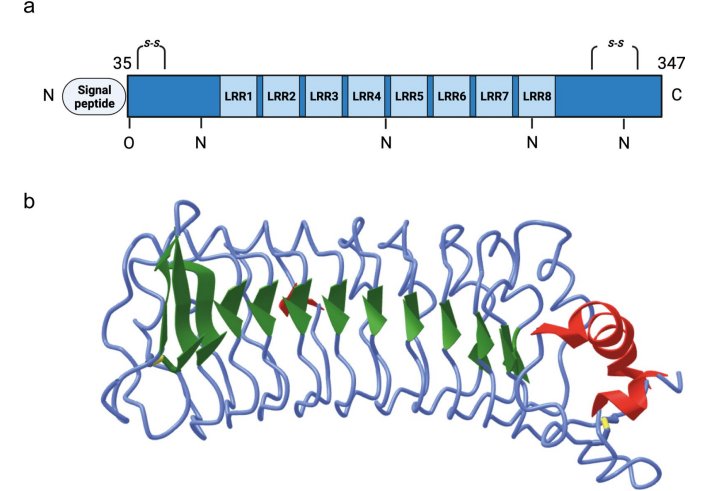 a
s-s s-s
35 347
N Signal peptide LRR1 LRR2 LRR3 LRR4 LRR5 LRR6 LRR7 LRR8 C
O N N N N
b